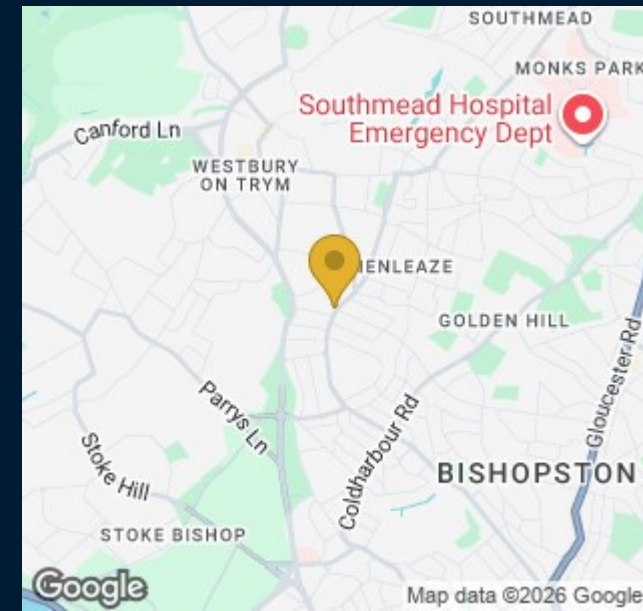 SOUTHMEAD
MONKS PARK
Southmead Hospital
Emergency Dept
Canford Ln
WESTBURY
ON TRYM
HENLEAZE
GOLDEN HILL
Gloucester Rd
Parrys Ln
Coldharbour Rd
Stoke Hill
BISHOPSTON
STOKE BISHOP
Google
Map data ©2026 Google